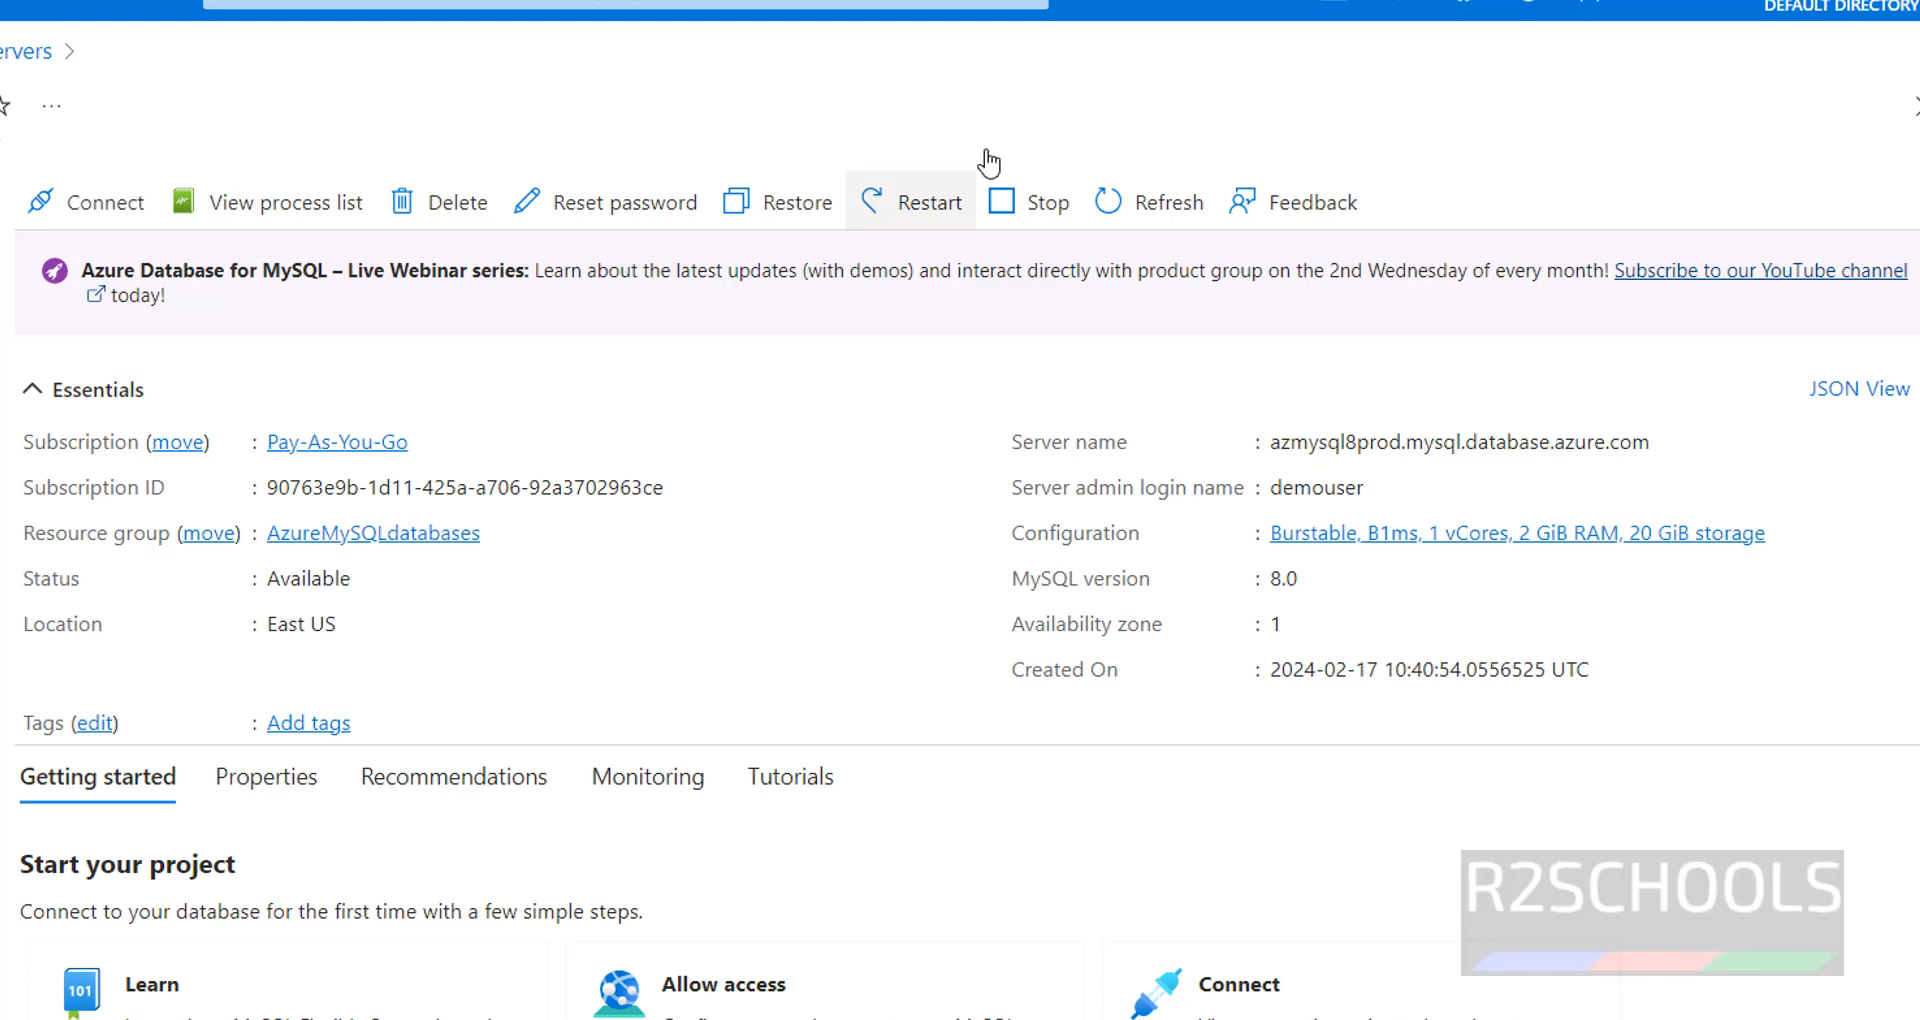 DEFAULT DIRECTORY
ervers >
...
Connect View process list Delete Reset password Restore Restart Stop Refresh Feedback
Azure Database for MySQL – Live Webinar series: Learn about the latest updates (with demos) and interact directly with product group on the 2nd Wednesday of every month! Subscribe to our YouTube channel
today!
Essentials JSON View
Subscription (move) : Pay-As-You-Go
Subscription ID : 90763e9b-1d11-425a-a706-92a3702963ce
Resource group (move) : AzureMySQLdatabases
Status : Available
Location : East US
Server name : azmysql8prod.mysql.database.azure.com
Server admin login name : demouser
Configuration : Burstable, B1ms, 1 vCores, 2 GiB RAM, 20 GiB storage
MySQL version : 8.0
Availability zone : 1
Created On : 2024-02-17 10:40:54.0556525 UTC
Tags (edit) : Add tags
Getting started Properties Recommendations Monitoring Tutorials
Start your project
Connect to your database for the first time with a few simple steps.
R2SCHOOLS
101 Learn
Allow access
Connect